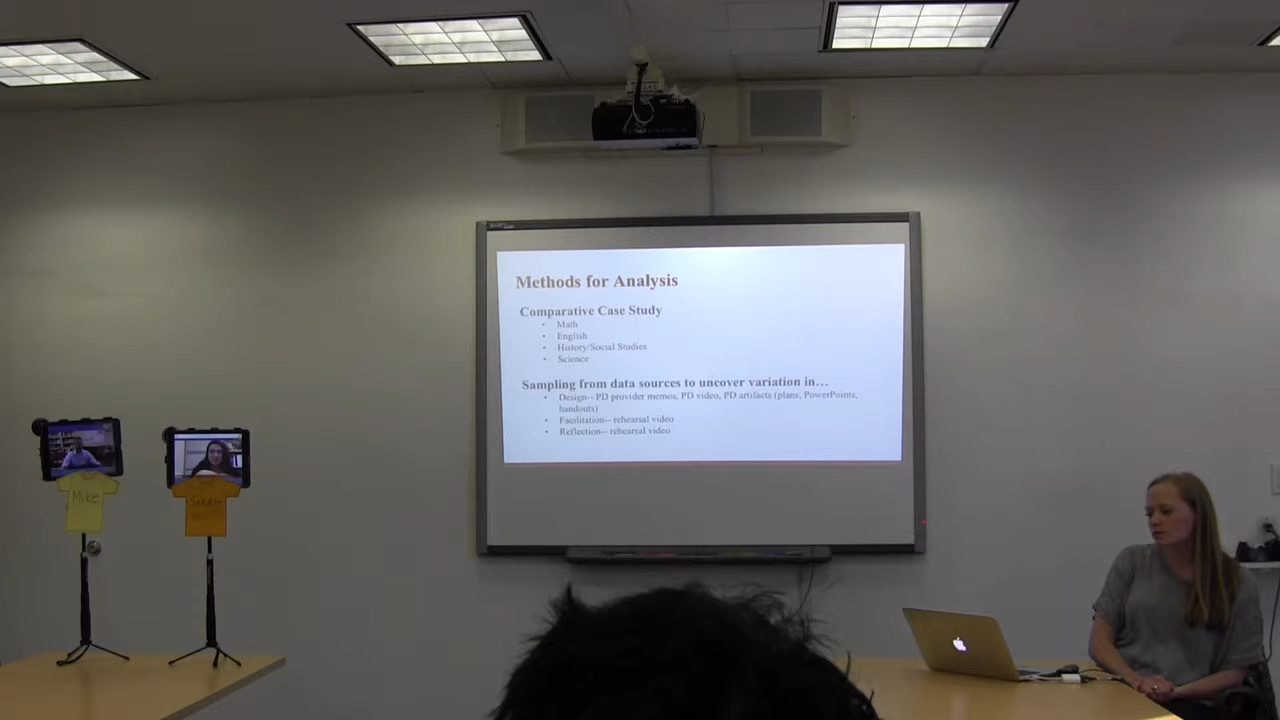 Methods for Analysis
Comparative Case Study
• Math
• English
• History/Social Studies
• Science
Sampling from data sources to uncover variation in…
• Design-- PD provider memos, PD video, PD artifacts (plans, PowerPoints,
handouts)
• Facilitation-- rehearsal video
• Reflection-- rehearsal video
Mike